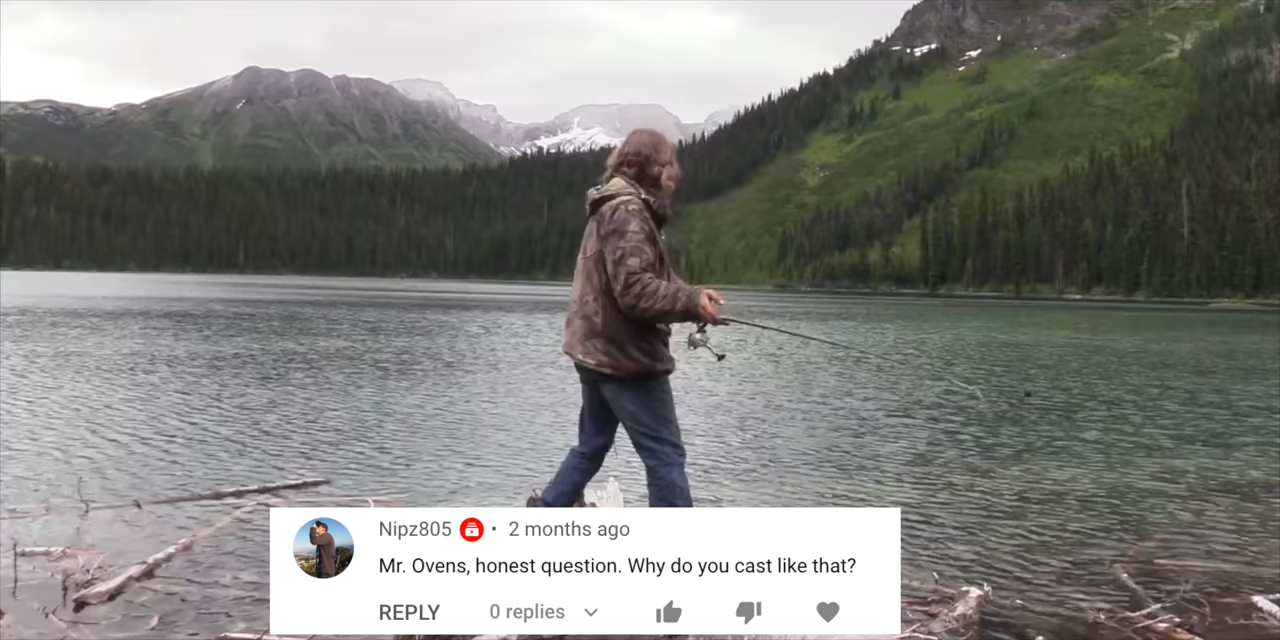 Nipz805 • 2 months ago
Mr. Ovens, honest question. Why do you cast like that?
REPLY 0 replies